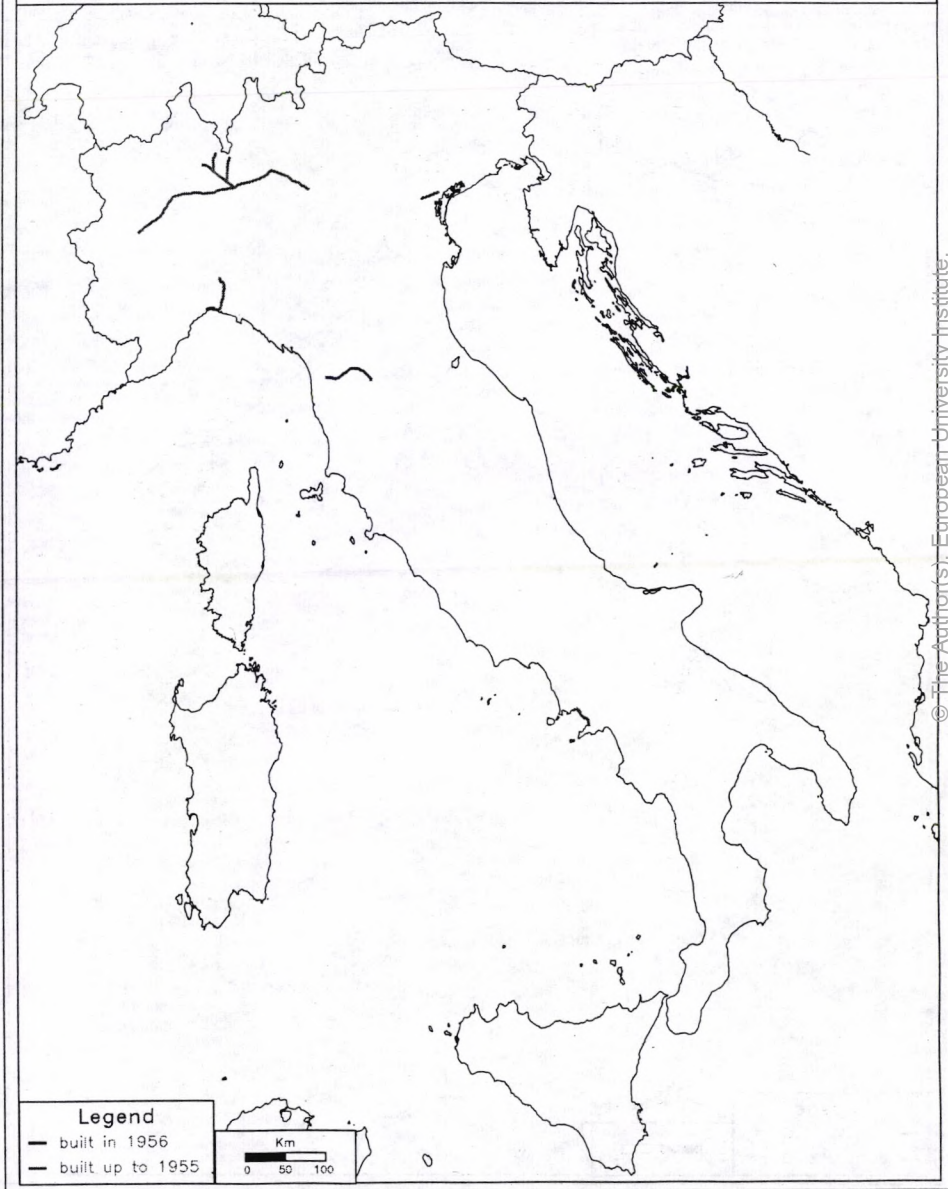 Legend
built in 1956
built up to 1955
Km
0 50 100
© The Author(s). European University Institute.